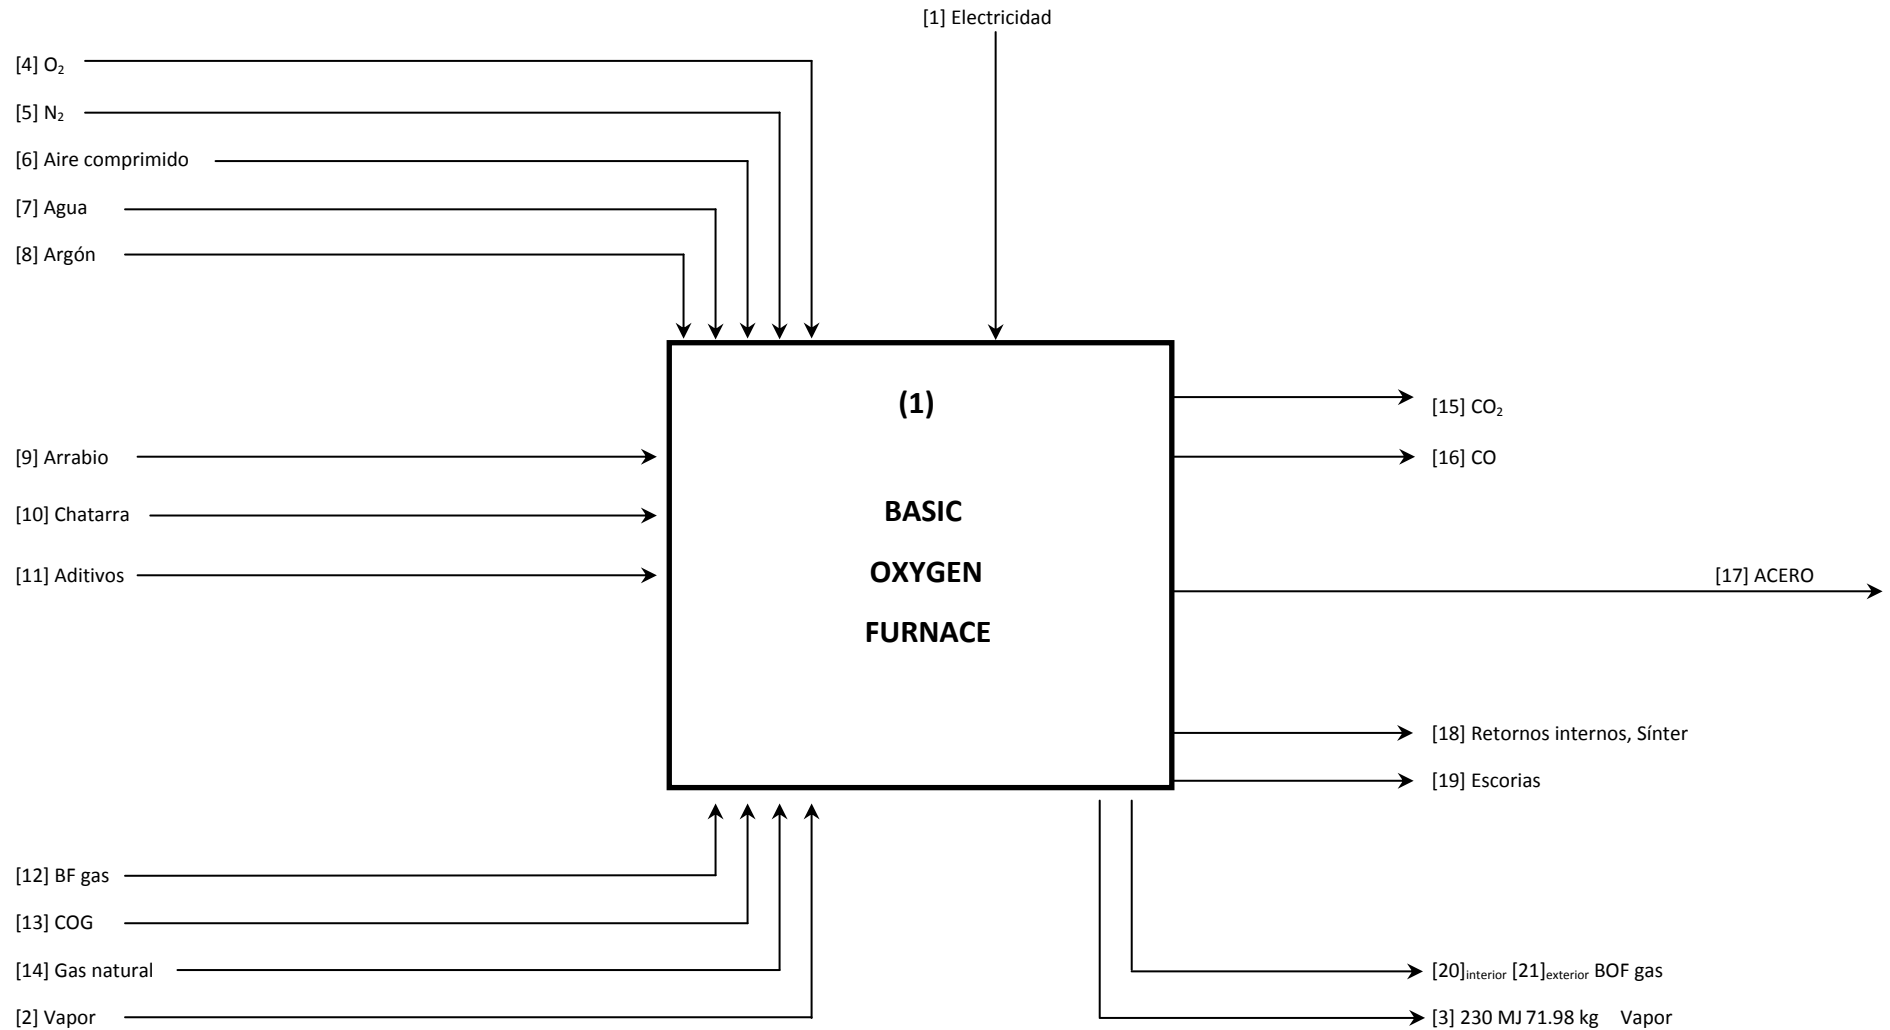 [1] Electricidad
[4] O₂
[5] N₂
[6] Aire comprimido
[7] Agua
[8] Argón
(1)
[15] CO₂
[9] Arrabio
[16] CO
[10] Chatarra
BASIC
[11] Aditivos
OXYGEN
[17] ACERO
FURNACE
[18] Retornos internos, Sínter
[19] Escorias
[12] BF gas
[13] COG
[14] Gas natural
[20]interior [21]exterior BOF gas
[2] Vapor
[3] 230 MJ 71.98 kg Vapor